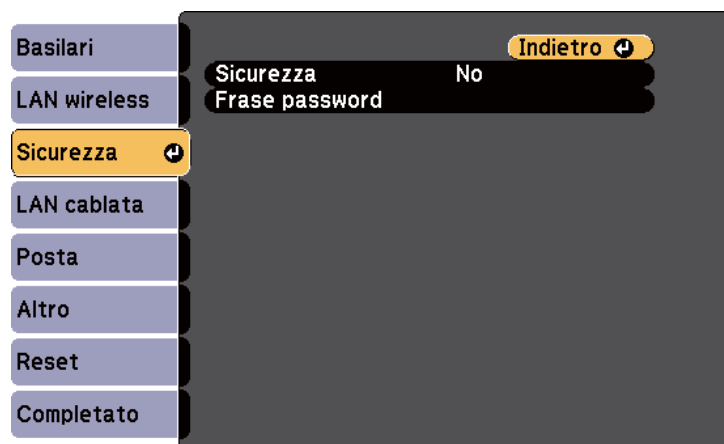 Basilari
LAN wireless
Sicurezza
LAN cablata
Posta
Altro
Reset
Completato
Indietro
Sicurezza No
Frase password